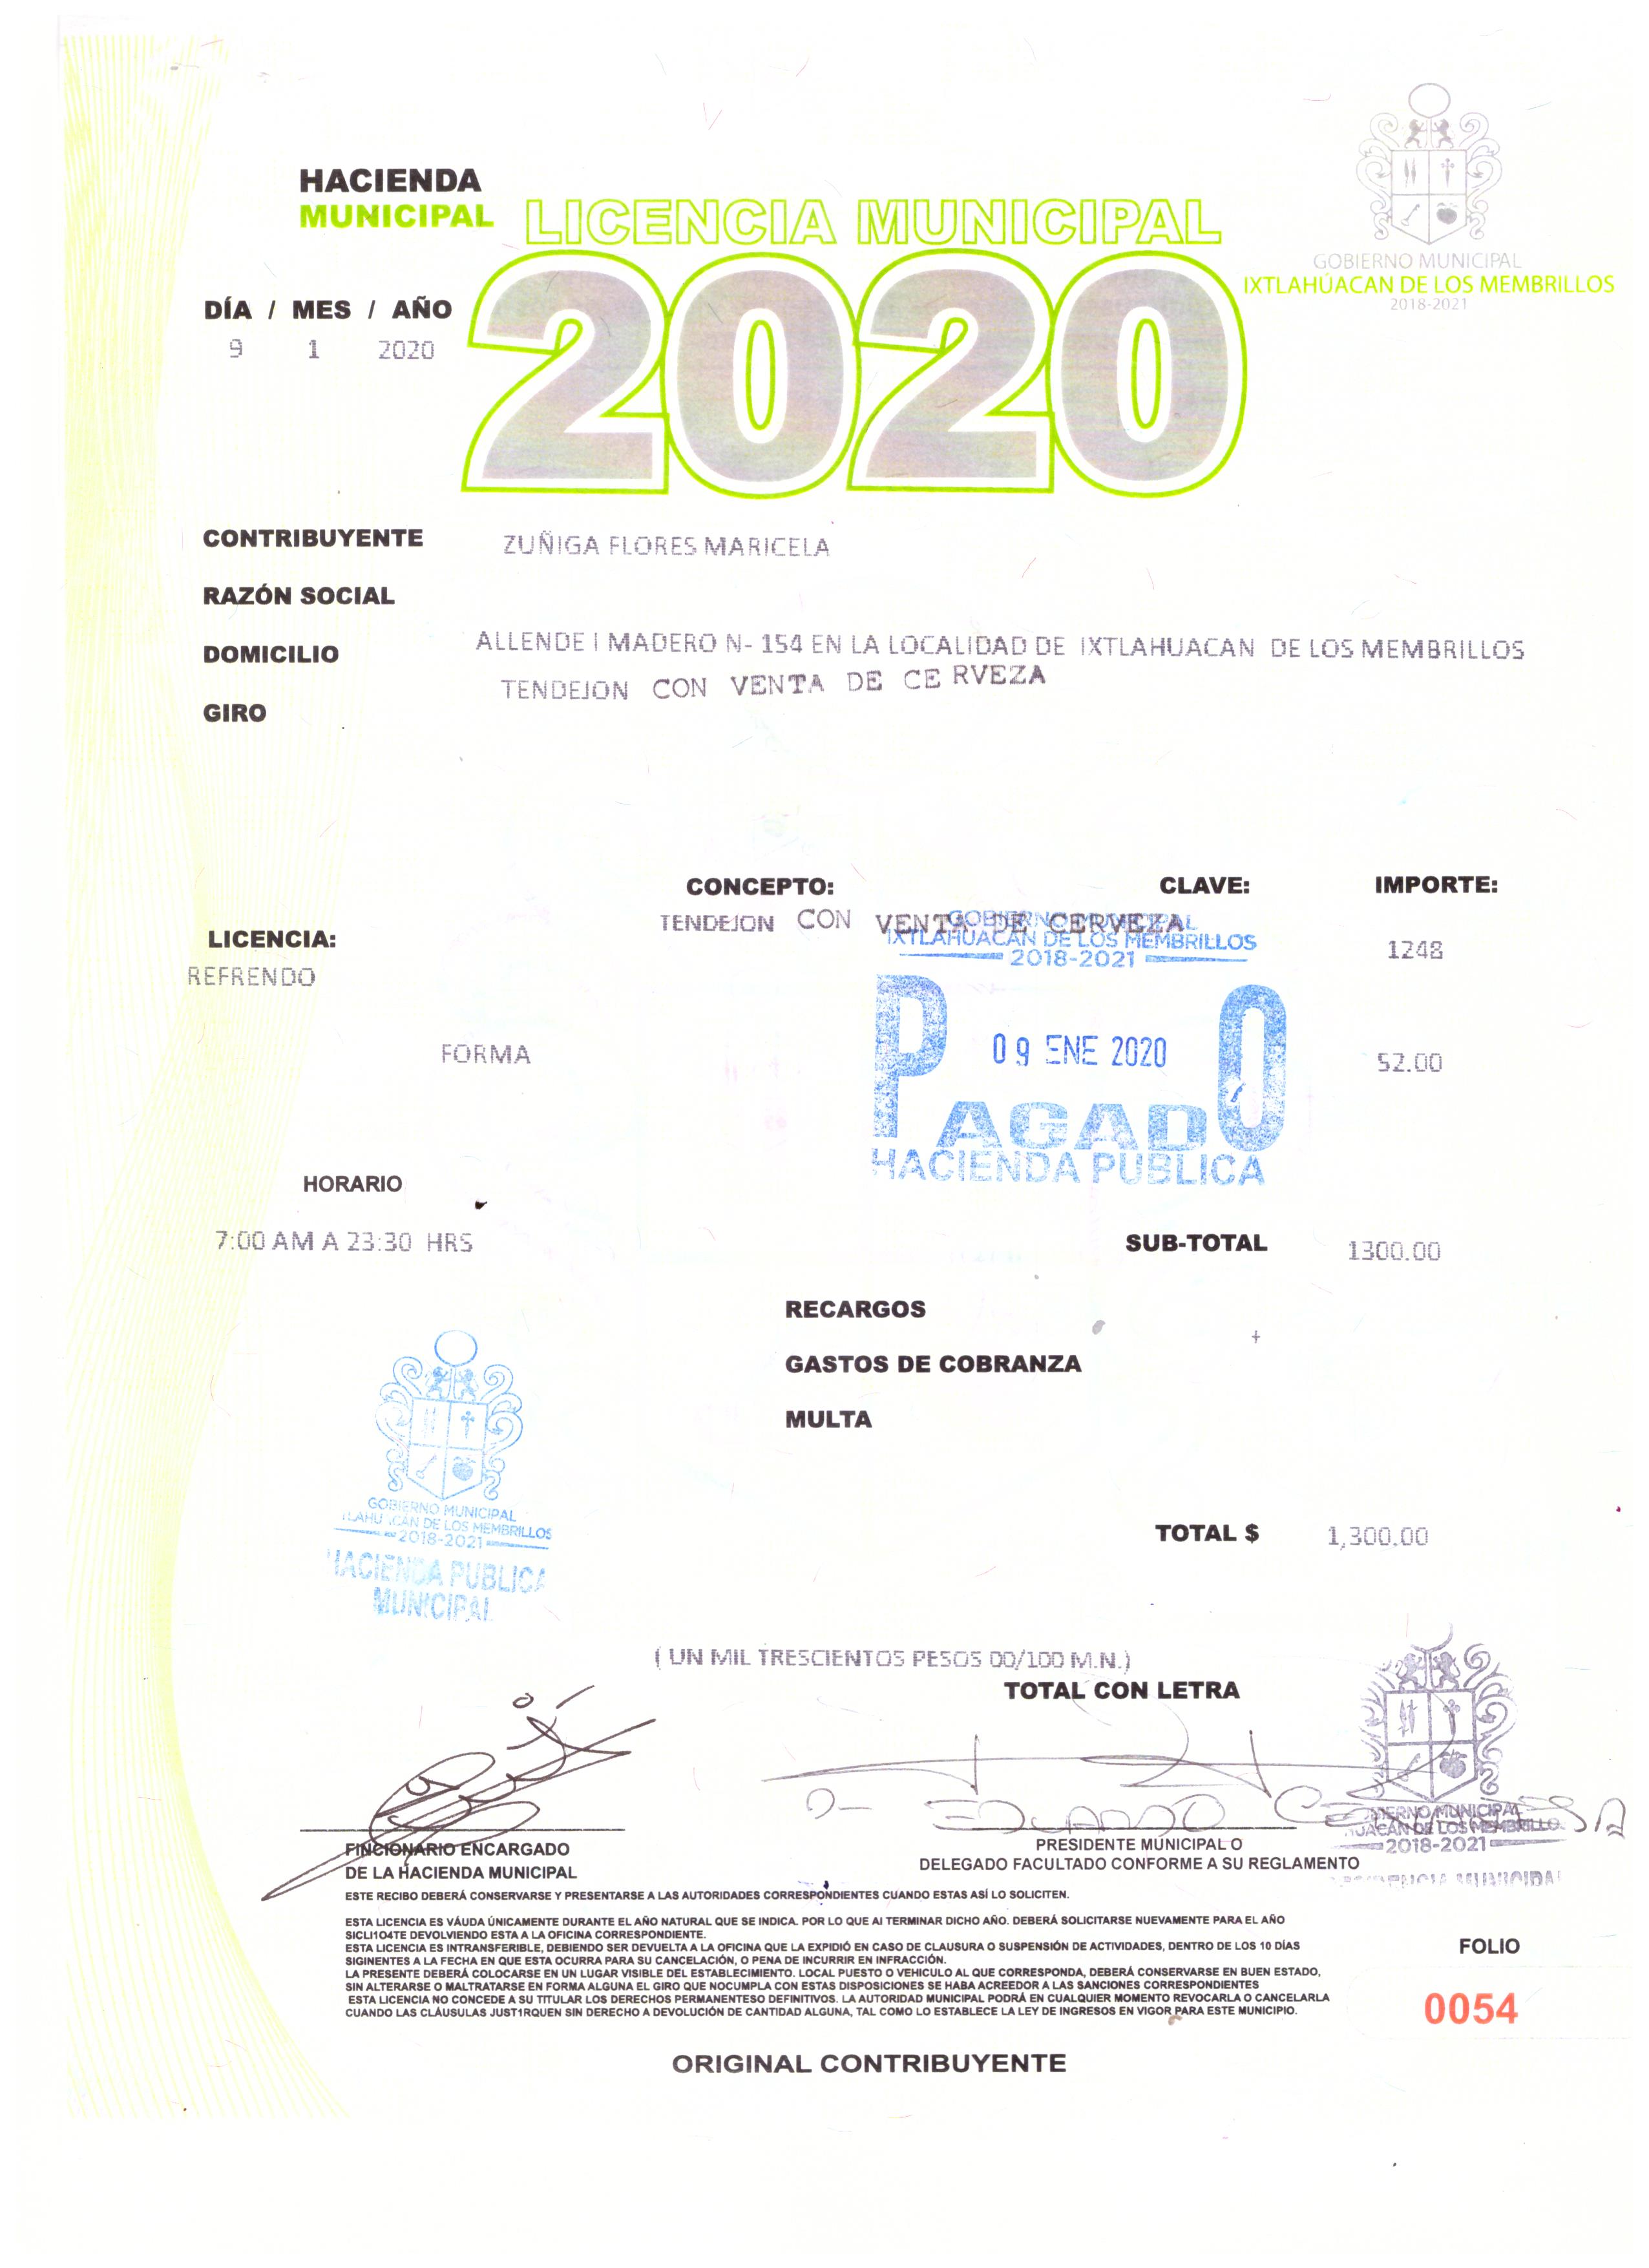 HACIENDA
MUNICIPAL
LICENCIA MUNICIPAL
2020
GOBIERNO MUNICIPAL
IXTLAHUACAN DE LOS MEMBRILLOS
2018-2021
DÍA / MES / AÑO
9 1 2020
CONTRIBUYENTE ZUÑIGA FLORES MARICELA
RAZÓN SOCIAL
DOMICILIO ALLENDE I MADERO N- 154 EN LA LOCALIDAD DE IXTLAHUACAN DE LOS MEMBRILLOS
TENDEJON CON VENTA DE CE RVEZA
GIRO
CONCEPTO: CLAVE: IMPORTE:
TENDEJON CON VENTA DE CERVEZA
LICENCIA: 1248
REFRENDO
GOBIERNO MUNICIPAL
IXTLAHUACAN DE LOS MEMBRILLOS
2018-2021
09 ENE 2020
PAGADO
HACIENDA PUBLICA
FORMA 52.00
HORARIO
7:00 AM A 23:30 HRS
SUB-TOTAL 1300.00
RECARGOS
GASTOS DE COBRANZA
MULTA
GOBIERNO MUNICIPAL
CAN DE LOS MEMBRILLOS
2018-2021
HACIENDA PUBLICA
MUNICIPAL
TOTAL $ 1,300.00
( UN MIL TRESCIENTOS PESOS 00/100 M.N.)
TOTAL CON LETRA
EDUARDO
FINCIONARIO ENCARGADO
DE LA HACIENDA MUNICIPAL
PRESIDENTE MUNICIPAL O
DELEGADO FACULTADO CONFORME A SU REGLAMENTO
MUNICIPAL
DE LOS MEMBRILLO
2018-2021
MUNICIPAL
ESTE RECIBO DEBERÁ CONSERVARSE Y PRESENTARSE A LAS AUTORIDADES CORRESPONDIENTES CUANDO ESTAS ASÍ LO SOLICITEN.
ESTA LICENCIA ES VÁUDA ÚNICAMENTE DURANTE EL AÑO NATURAL QUE SE INDICA. POR LO QUE AI TERMINAR DICHO AÑO. DEBERÁ SOLICITARSE NUEVAMENTE PARA EL AÑO
SICLI1O4TE DEVOLVIENDO ESTA A LA OFICINA CORRESPONDIENTE.
ESTA LICENCIA ES INTRANSFERIBLE, DEBIENDO SER DEVUELTA A LA OFICINA QUE LA EXPIDIÓ EN CASO DE CLAUSURA O SUSPENSIÓN DE ACTIVIDADES, DENTRO DE LOS 10 DÍAS
SIGINENTES A LA FECHA EN QUE ESTA OCURRA PARA SU CANCELACIÓN, O PENA DE INCURRIR EN INFRACCIÓN.
LA PRESENTE DEBERÁ COLOCARSE EN UN LUGAR VISIBLE DEL ESTABLECIMIENTO. LOCAL PUESTO O VEHICULO AL QUE CORRESPONDA, DEBERÁ CONSERVARSE EN BUEN ESTADO,
SIN ALTERARSE O MALTRATARSE EN FORMA ALGUNA EL GIRO QUE NOCUMPLA CON ESTAS DISPOSICIONES SE HABA ACREEDOR A LAS SANCIONES CORRESPONDIENTES
ESTA LICENCIA NO CONCEDE A SU TITULAR LOS DERECHOS PERMANENTESO DEFINITIVOS. LA AUTORIDAD MUNICIPAL PODRÁ EN CUALQUIER MOMENTO REVOCARLA O CANCELARLA
CUANDO LAS CLÁUSULAS JUST1RQUEN SIN DERECHO A DEVOLUCIÓN DE CANTIDAD ALGUNA, TAL COMO LO ESTABLECE LA LEY DE INGRESOS EN VIGOR PARA ESTE MUNICIPIO.
FOLIO
0054
ORIGINAL CONTRIBUYENTE